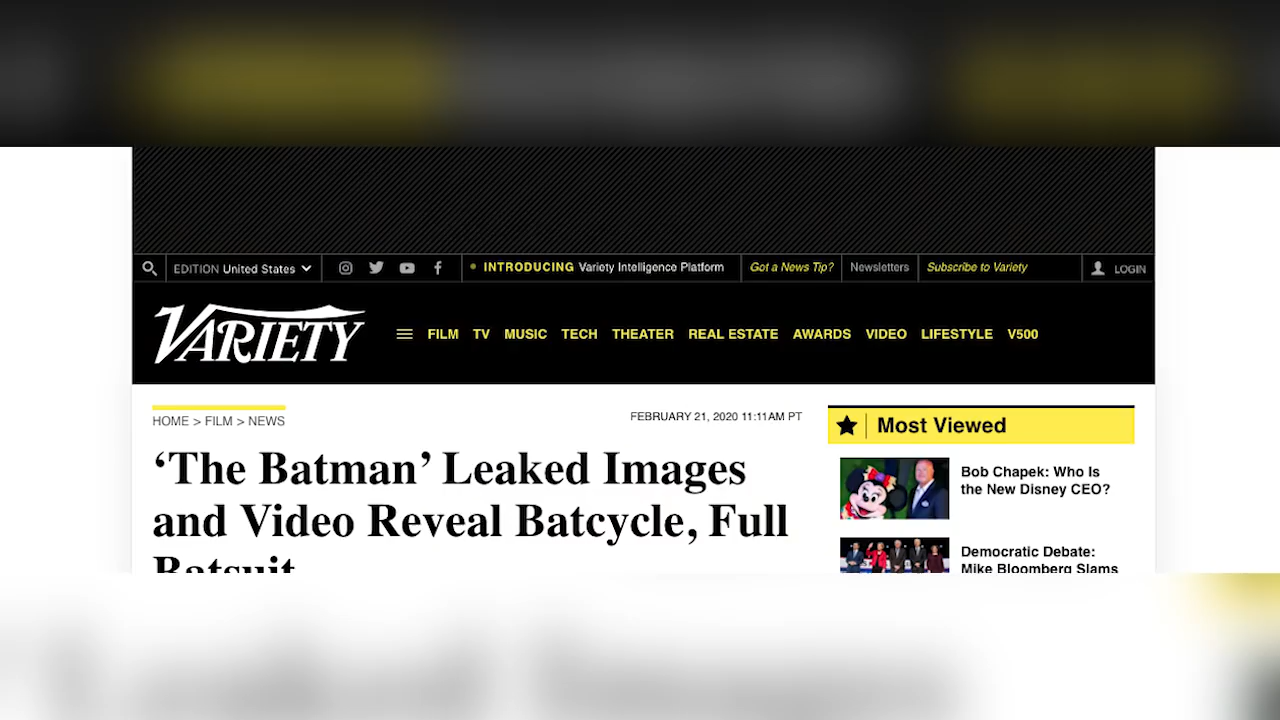 EDITION United States
INTRODUCING Variety Intelligence Platform
Got a News Tip?
Newsletters
Subscribe to Variety
LOGIN
VARIETY
FILM TV MUSIC TECH THEATER REAL ESTATE AWARDS VIDEO LIFESTYLE V500
HOME > FILM > NEWS
FEBRUARY 21, 2020 11:11AM PT
‘The Batman’ Leaked Images
and Video Reveal Batcycle, Full
Batsuit
Most Viewed
Bob Chapek: Who Is
the New Disney CEO?
Democratic Debate:
Mike Bloomberg Slams